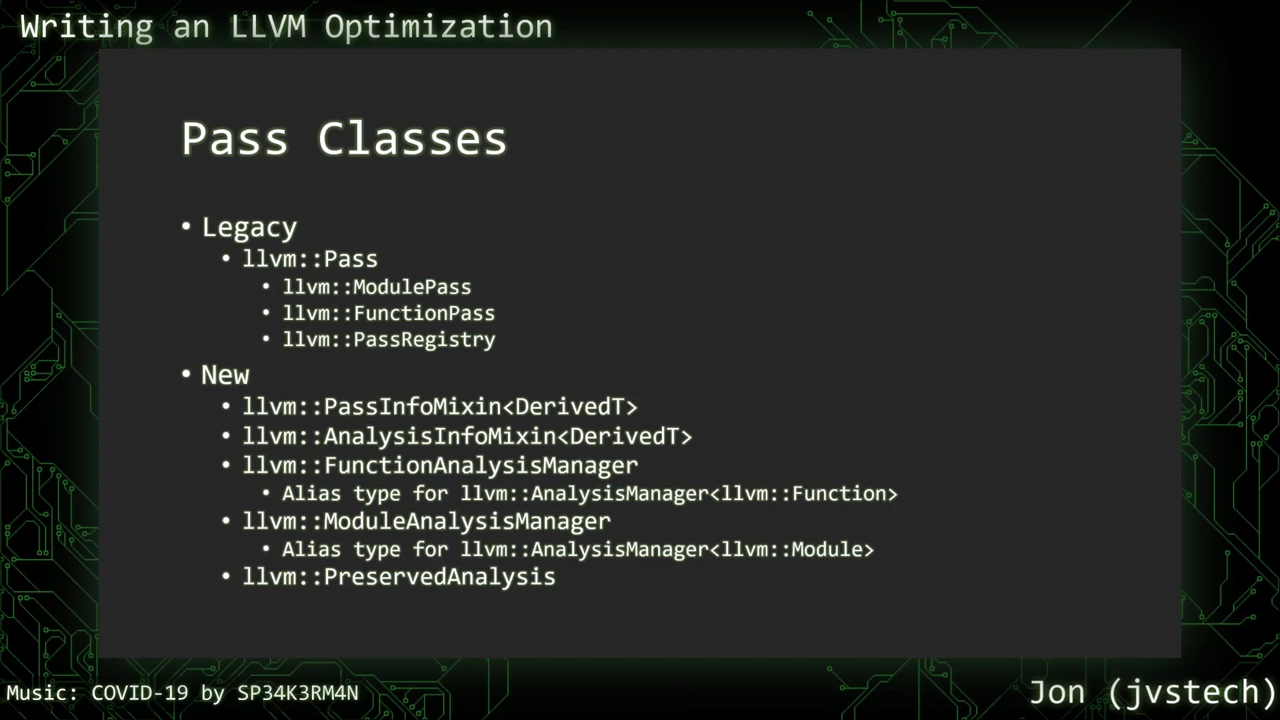 Writing an LLVM Optimization
Pass Classes
• Legacy
• llvm::Pass
• llvm::ModulePass
• llvm::FunctionPass
• llvm::PassRegistry
• New
• llvm::PassInfoMixin<DerivedT>
• llvm::AnalysisInfoMixin<DerivedT>
• llvm::FunctionAnalysisManager
• Alias type for llvm::AnalysisManager<llvm::Function>
• llvm::ModuleAnalysisManager
• Alias type for llvm::AnalysisManager<llvm::Module>
• llvm::PreservedAnalysis
Music: COVID-19 by SP34K3RM4N
Jon (jvstech)